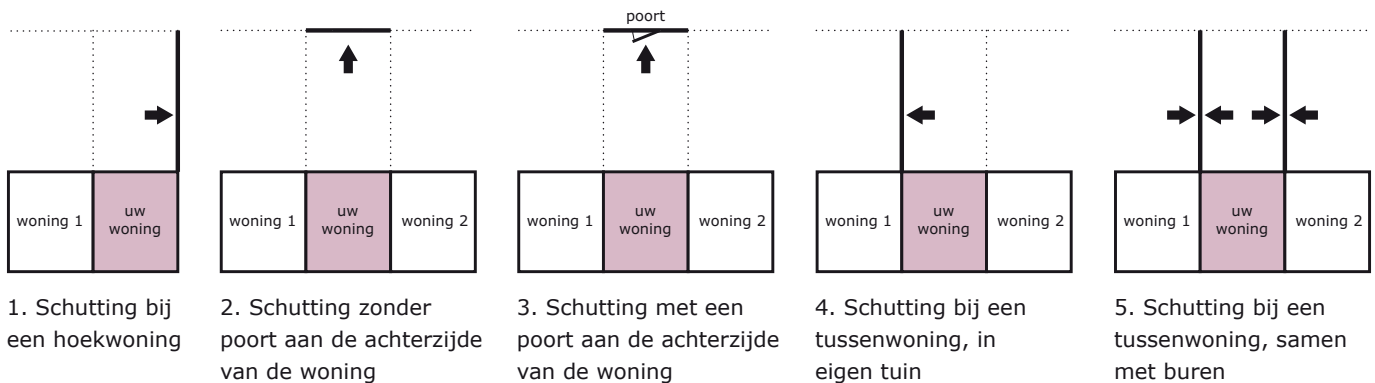 poort
woning 1
uw
woning
woning 1
uw
woning
woning 2
woning 1
uw
woning
woning 2
woning 1
uw
woning
woning 2
woning 1
uw
woning
woning 2
1. Schutting bij
een hoekwoning
2. Schutting zonder
poort aan de achterzijde
van de woning
3. Schutting met een
poort aan de achterzijde
van de woning
4. Schutting bij een
tussenwoning, in
eigen tuin
5. Schutting bij een
tussenwoning, samen
met buren